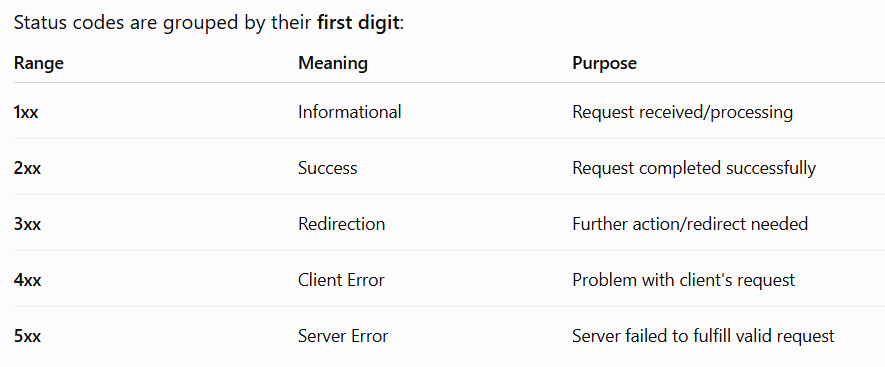 Status codes are grouped by their first digit:
Range Meaning Purpose
1xx Informational Request received/processing
2xx Success Request completed successfully
3xx Redirection Further action/redirect needed
4xx Client Error Problem with client's request
5xx Server Error Server failed to fulfill valid request